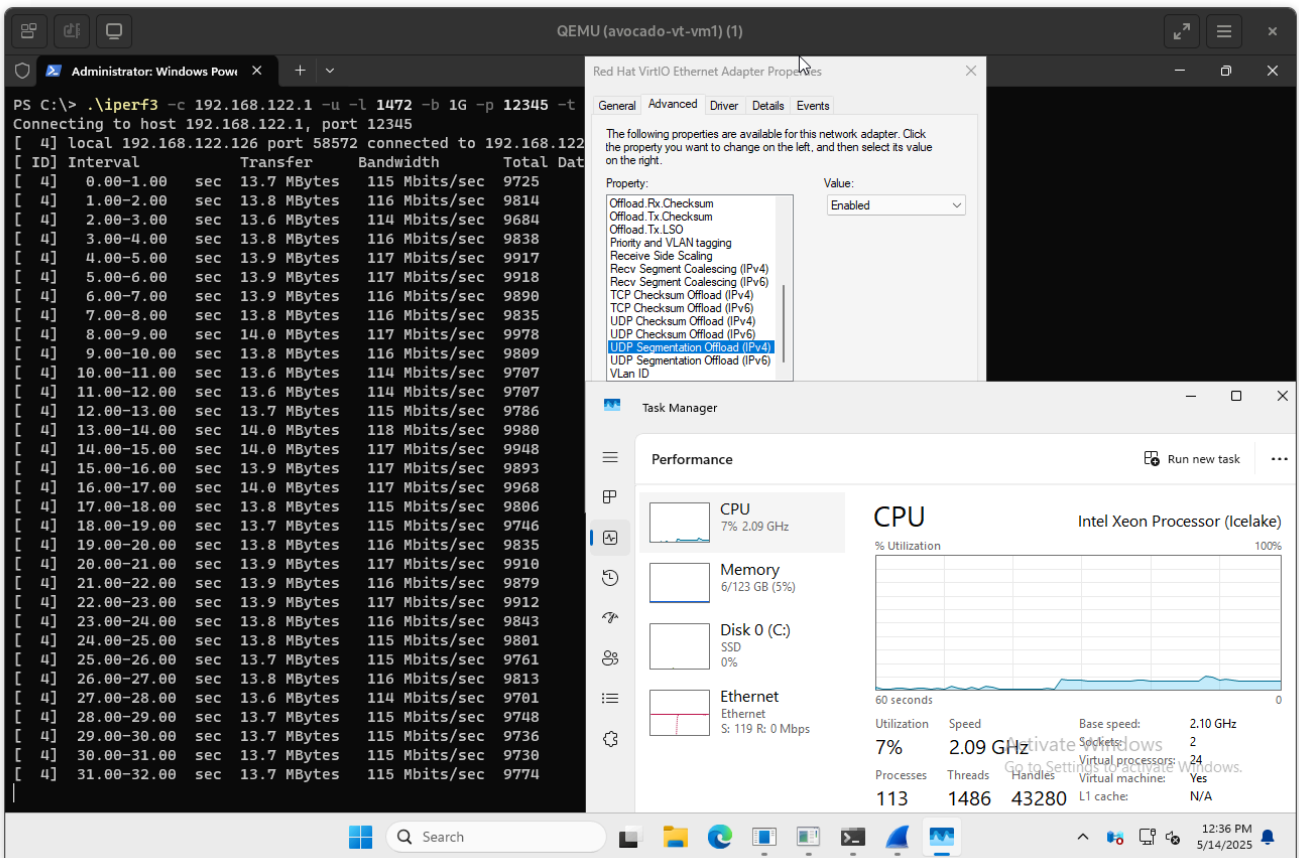 QEMU (avocado-vt-vm1) (1)
Administrator: Windows Powe
PS C:\> .\iperf3 -c 192.168.122.1 -u -l 1472 -b 1G -p 12345 -t
Connecting to host 192.168.122.1, port 12345
[  4] local 192.168.122.126 port 58572 connected to 192.168.122
[ ID] Interval           Transfer     Bandwidth       Total Dat
[  4]   0.00-1.00   sec  13.7 MBytes   115 Mbits/sec  9725
[  4]   1.00-2.00   sec  13.8 MBytes   116 Mbits/sec  9814
[  4]   2.00-3.00   sec  13.6 MBytes   114 Mbits/sec  9684
[  4]   3.00-4.00   sec  13.8 MBytes   116 Mbits/sec  9838
[  4]   4.00-5.00   sec  13.9 MBytes   117 Mbits/sec  9917
[  4]   5.00-6.00   sec  13.9 MBytes   117 Mbits/sec  9918
[  4]   6.00-7.00   sec  13.9 MBytes   116 Mbits/sec  9890
[  4]   7.00-8.00   sec  13.8 MBytes   116 Mbits/sec  9835
[  4]   8.00-9.00   sec  14.0 MBytes   117 Mbits/sec  9978
[  4]   9.00-10.00  sec  13.8 MBytes   116 Mbits/sec  9809
[  4]  10.00-11.00  sec  13.6 MBytes   114 Mbits/sec  9707
[  4]  11.00-12.00  sec  13.6 MBytes   114 Mbits/sec  9707
[  4]  12.00-13.00  sec  13.7 MBytes   115 Mbits/sec  9786
[  4]  13.00-14.00  sec  14.0 MBytes   118 Mbits/sec  9980
[  4]  14.00-15.00  sec  14.0 MBytes   117 Mbits/sec  9948
[  4]  15.00-16.00  sec  13.9 MBytes   117 Mbits/sec  9893
[  4]  16.00-17.00  sec  14.0 MBytes   117 Mbits/sec  9968
[  4]  17.00-18.00  sec  13.8 MBytes   115 Mbits/sec  9806
[  4]  18.00-19.00  sec  13.7 MBytes   115 Mbits/sec  9746
[  4]  19.00-20.00  sec  13.8 MBytes   116 Mbits/sec  9835
[  4]  20.00-21.00  sec  13.9 MBytes   117 Mbits/sec  9910
[  4]  21.00-22.00  sec  13.9 MBytes   116 Mbits/sec  9879
[  4]  22.00-23.00  sec  13.9 MBytes   117 Mbits/sec  9912
[  4]  23.00-24.00  sec  13.8 MBytes   116 Mbits/sec  9843
[  4]  24.00-25.00  sec  13.8 MBytes   115 Mbits/sec  9801
[  4]  25.00-26.00  sec  13.7 MBytes   115 Mbits/sec  9761
[  4]  26.00-27.00  sec  13.8 MBytes   116 Mbits/sec  9813
[  4]  27.00-28.00  sec  13.6 MBytes   114 Mbits/sec  9701
[  4]  28.00-29.00  sec  13.7 MBytes   115 Mbits/sec  9748
[  4]  29.00-30.00  sec  13.7 MBytes   115 Mbits/sec  9736
[  4]  30.00-31.00  sec  13.7 MBytes   115 Mbits/sec  9730
[  4]  31.00-32.00  sec  13.7 MBytes   115 Mbits/sec  9774
Red Hat VirtIO Ethernet Adapter Properties
General Advanced Driver Details Events
The following properties are available for this network adapter. Click
the property you want to change on the left, and then select its value
on the right.
Property: Value:
Enabled
Offload.Rx.Checksum
Offload.Tx.Checksum
Offload.Tx.LSO
Priority and VLAN tagging
Receive Side Scaling
Recv Segment Coalescing (IPv4)
Recv Segment Coalescing (IPv6)
TCP Checksum Offload (IPv4)
TCP Checksum Offload (IPv6)
UDP Checksum Offload (IPv4)
UDP Checksum Offload (IPv6)
UDP Segmentation Offload (IPv4)
UDP Segmentation Offload (IPv6)
VLan ID
Task Manager
Performance Run new task
CPU
7% 2.09 GHz
Memory
6/123 GB (5%)
Disk 0 (C:)
SSD
0%
Ethernet
Ethernet
S: 119 R: 0 Mbps
CPU Intel Xeon Processor (Icelake)
% Utilization 100%
60 seconds 0
Utilization Speed
7% 2.09 GHz
Processes Threads Handles
113 1486 43280
Base speed: 2.10 GHz
Sockets: 2
Virtual processors: 24
Virtual machine: Yes
L1 cache: N/A
Activate Windows
Go to Settings to activate Windows.
Search
12:36 PM
5/14/2025